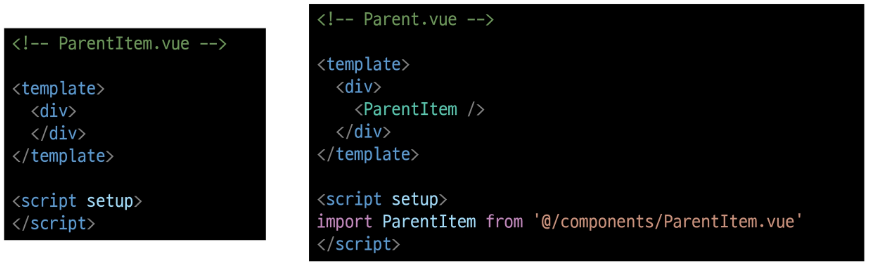 <!-- ParentItem.vue -->
<template>
  <div>
  </div>
</template>
<script setup>
</script>
<!-- Parent.vue -->
<template>
  <div>
    <ParentItem />
  </div>
</template>
<script setup>
import ParentItem from '@/components/ParentItem.vue'
</script>